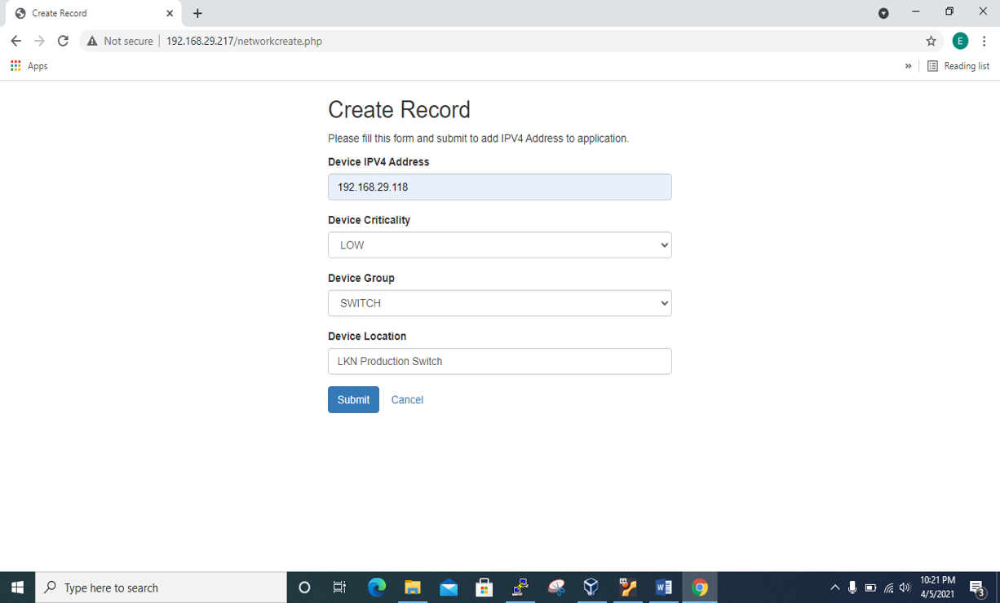 Create Record
Not secure
192.168.29.217/networkcreate.php
E
Apps
»
Reading list
Create Record
Please fill this form and submit to add IPV4 Address to application.
Device IPV4 Address
192.168.29.118
Device Criticality
LOW
Device Group
SWITCH
Device Location
LKN Production Switch
Submit Cancel
Type here to search
W
10:21 PM
4/5/2021
3